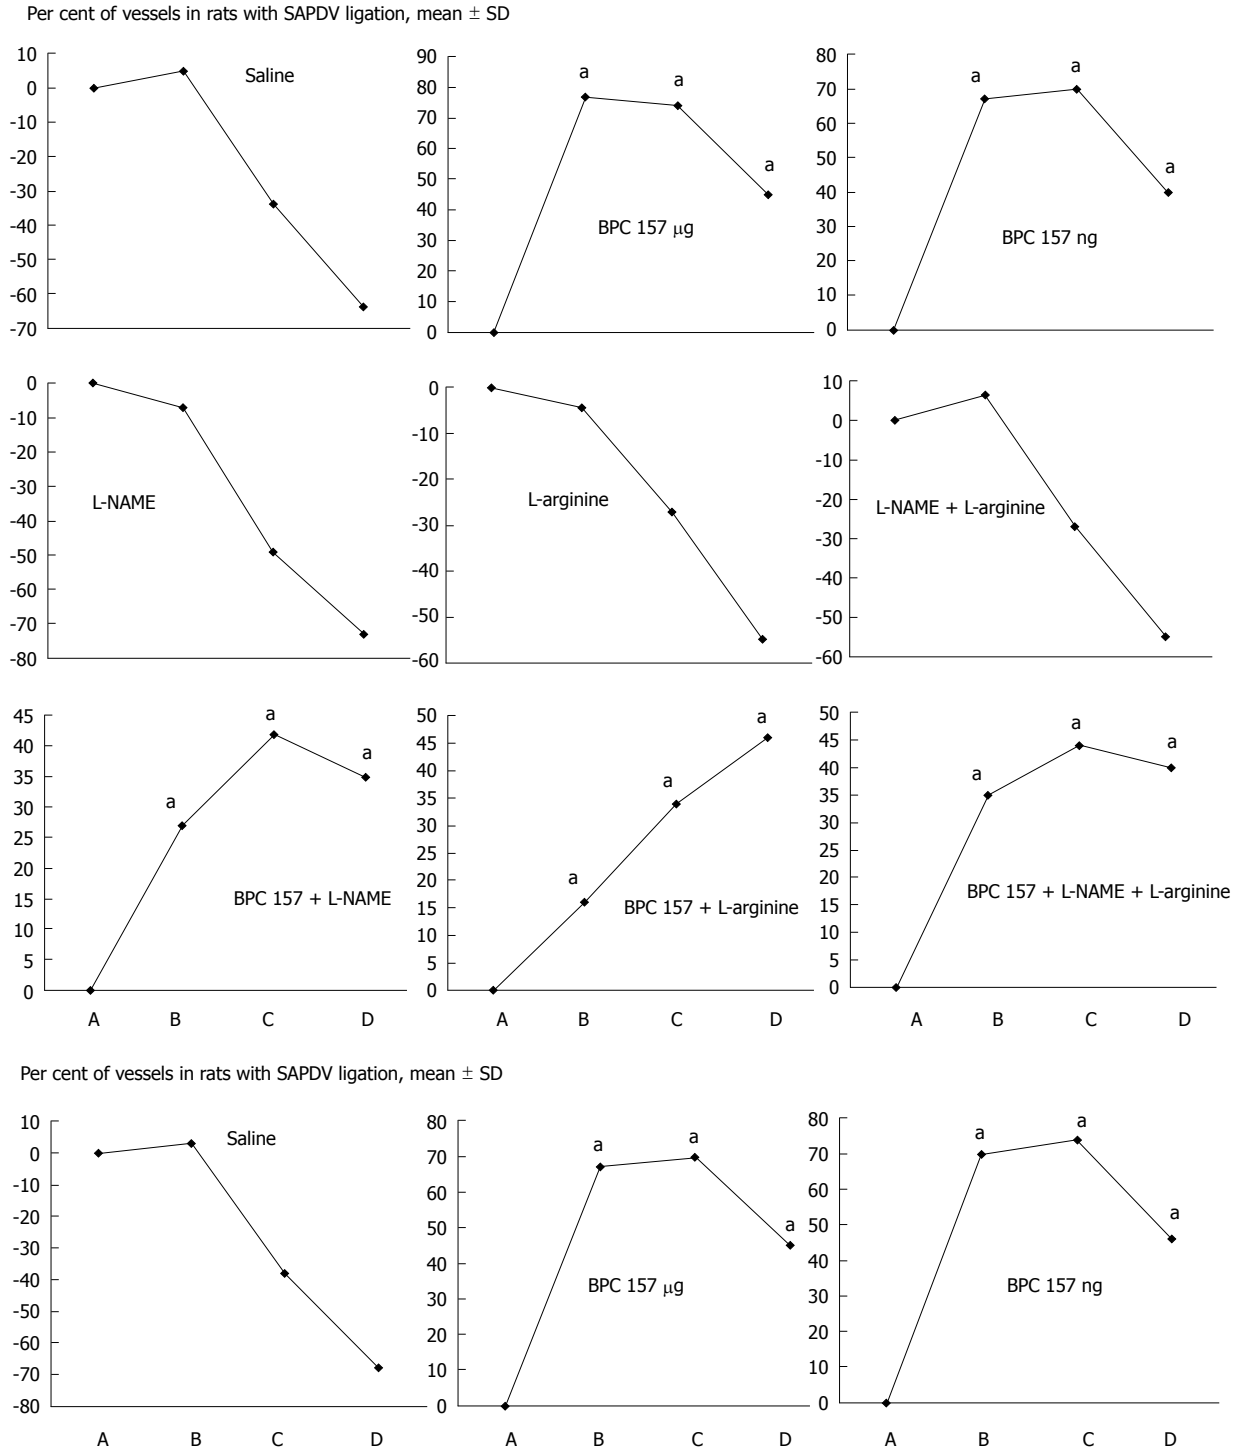 Per cent of vessels in rats with SAPDV ligation, mean ± SD
10
0
-10
-20
-30
-40
-50
-60
-70
Saline
90
80
70
60
50
40
30
20
10
0
a
a
a
BPC 157 μg
80
70
60
50
40
30
20
10
0
a
a
a
BPC 157 ng
0
-10
-20
-30
-40
-50
-60
-70
-80
L-NAME
0
-10
-20
-30
-40
-50
-60
L-arginine
10
0
-10
-20
-30
-40
-50
-60
L-NAME + L-arginine
45
40
35
30
25
20
15
10
5
0
a
a
a
BPC 157 + L-NAME
A B C D
50
45
40
35
30
25
20
15
10
5
0
a
a
a
BPC 157 + L-arginine
A B C D
50
45
40
35
30
25
20
15
10
5
0
a
a
a
BPC 157 + L-NAME + L-arginine
A B C D
Per cent of vessels in rats with SAPDV ligation, mean ± SD
10
0
-10
-20
-30
-40
-50
-60
-70
-80
Saline
A B C D
80
70
60
50
40
30
20
10
0
a
a
a
BPC 157 μg
A B C D
80
70
60
50
40
30
20
10
0
a
a
a
BPC 157 ng
A B C D